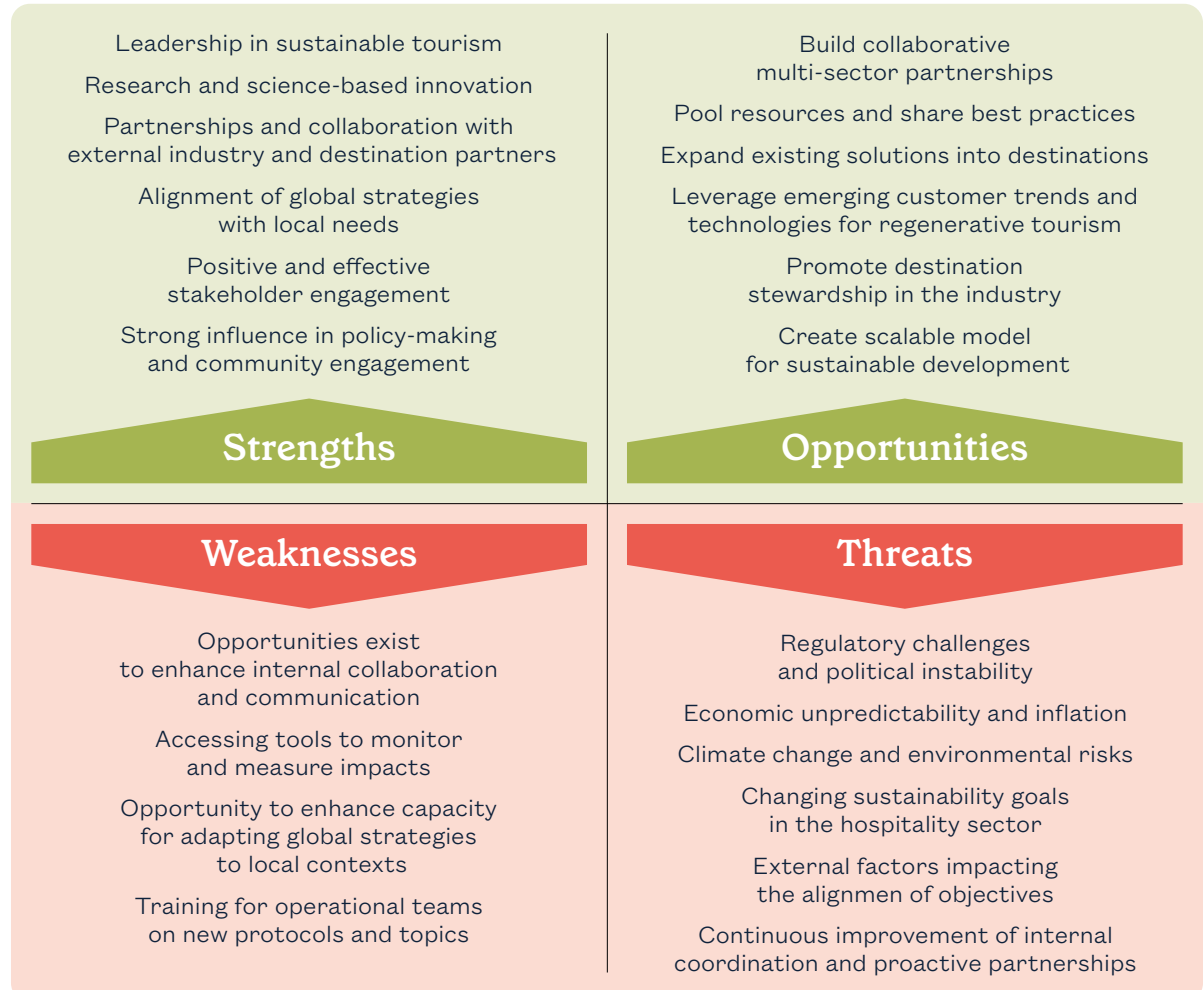 Leadership in sustainable tourism
Research and science-based innovation
Partnerships and collaboration with
external industry and destination partners
Alignment of global strategies
with local needs
Positive and effective
stakeholder engagement
Strong influence in policy-making
and community engagement
Strengths
Build collaborative
multi-sector partnerships
Pool resources and share best practices
Expand existing solutions into destinations
Leverage emerging customer trends and
technologies for regenerative tourism
Promote destination
stewardship in the industry
Create scalable model
for sustainable development
Opportunities
Weaknesses
Opportunities exist
to enhance internal collaboration
and communication
Accessing tools to monitor
and measure impacts
Opportunity to enhance capacity
for adapting global strategies
to local contexts
Training for operational teams
on new protocols and topics
Threats
Regulatory challenges
and political instability
Economic unpredictability and inflation
Climate change and environmental risks
Changing sustainability goals
in the hospitality sector
External factors impacting
the alignmen of objectives
Continuous improvement of internal
coordination and proactive partnerships